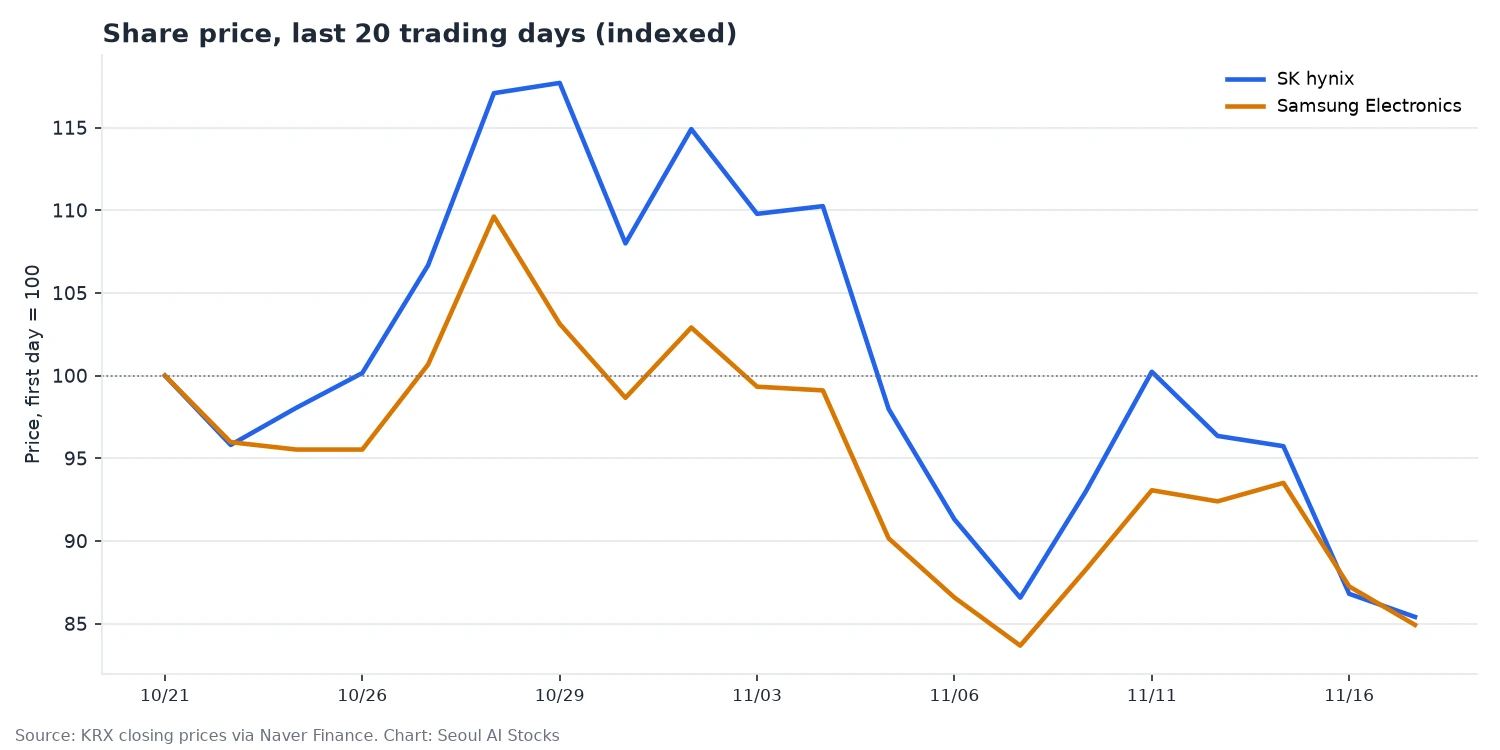 Share price, last 20 trading days (indexed)
SK hynix
Samsung Electronics
Price, first day = 100
115
110
105
100
95
90
85
10/21
10/26
10/29
11/03
11/06
11/11
11/16
Source: KRX closing prices via Naver Finance. Chart: Seoul AI Stocks